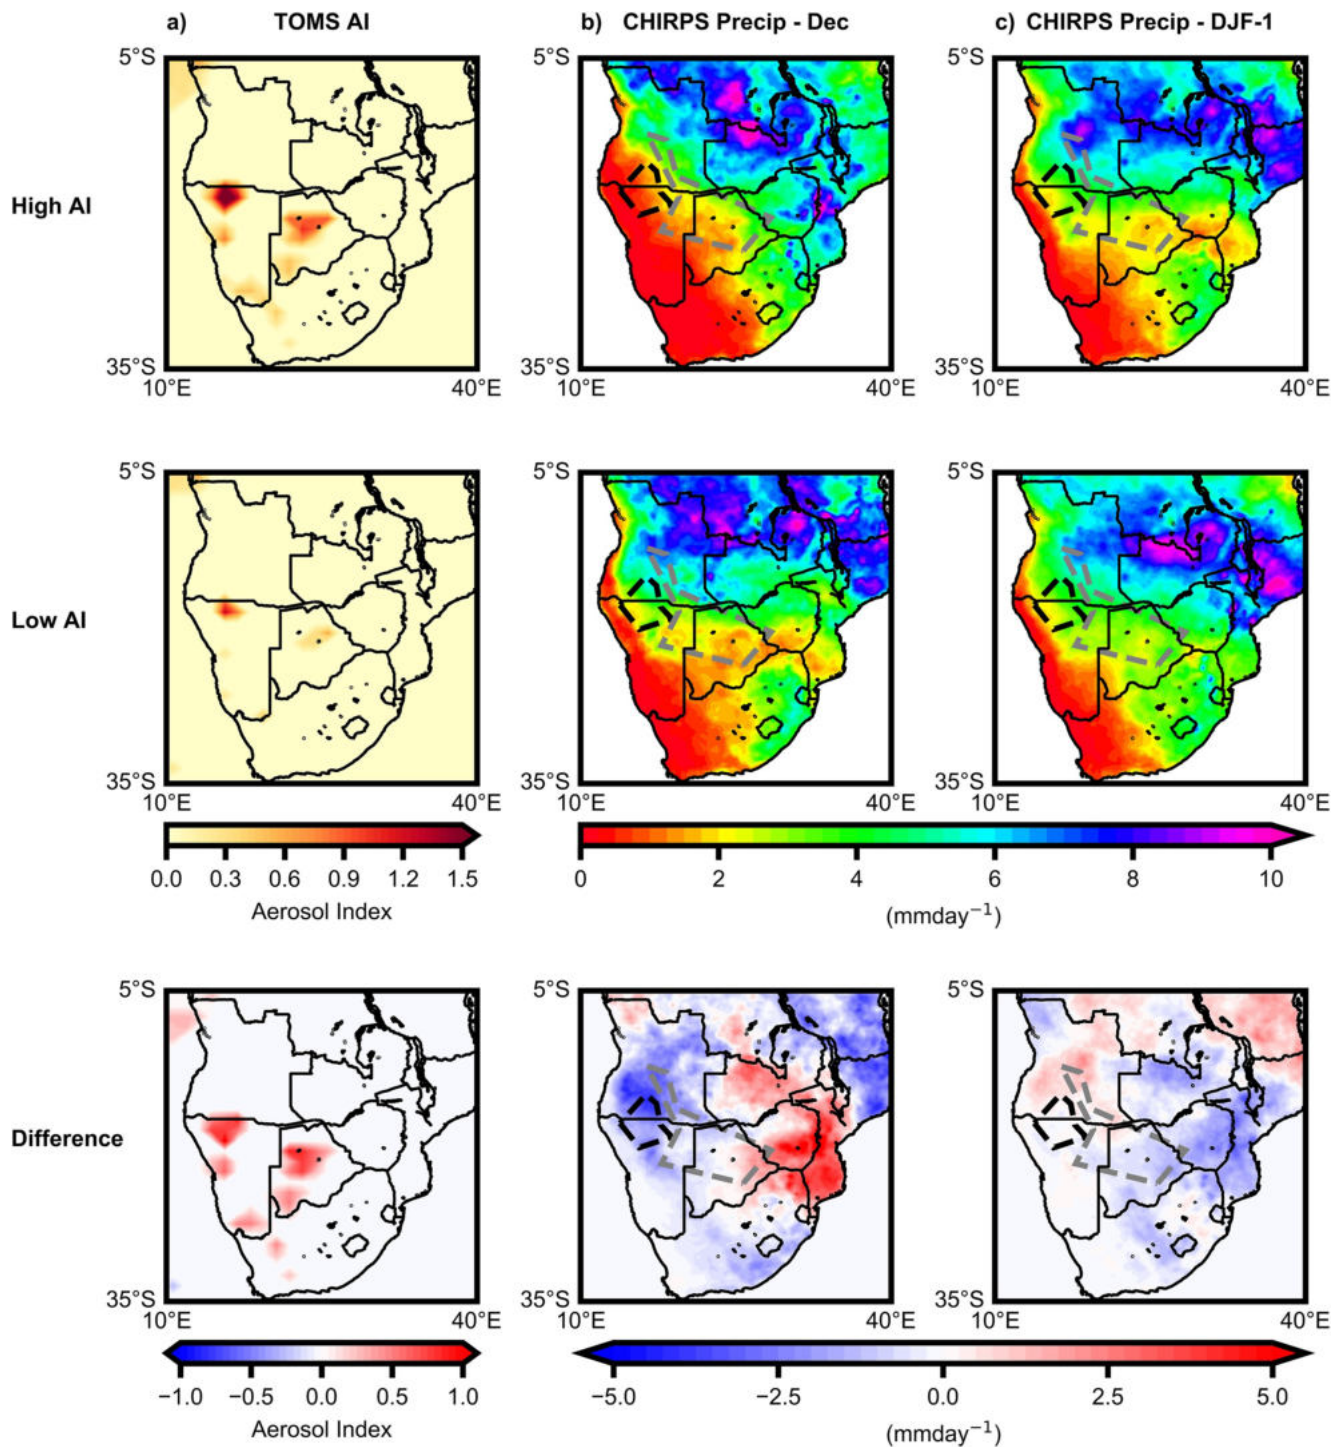 a) TOMS AI b) CHIRPS Precip - Dec c) CHIRPS Precip - DJF-1
5°S 5°S 5°S
High AI
35°S 35°S 35°S
10°E 40°E 10°E 40°E 10°E 40°E
5°S 5°S 5°S
Low AI
35°S 35°S 35°S
10°E 40°E 10°E 40°E 10°E 40°E
0.0 0.3 0.6 0.9 1.2 1.5 0 2 4 6 8 10
Aerosol Index (mmday⁻¹)
5°S 5°S 5°S
Difference
35°S 35°S 35°S
10°E 40°E 10°E 40°E 10°E 40°E
−1.0 −0.5 0.0 0.5 1.0 −5.0 −2.5 0.0 2.5 5.0
Aerosol Index (mmday⁻¹)